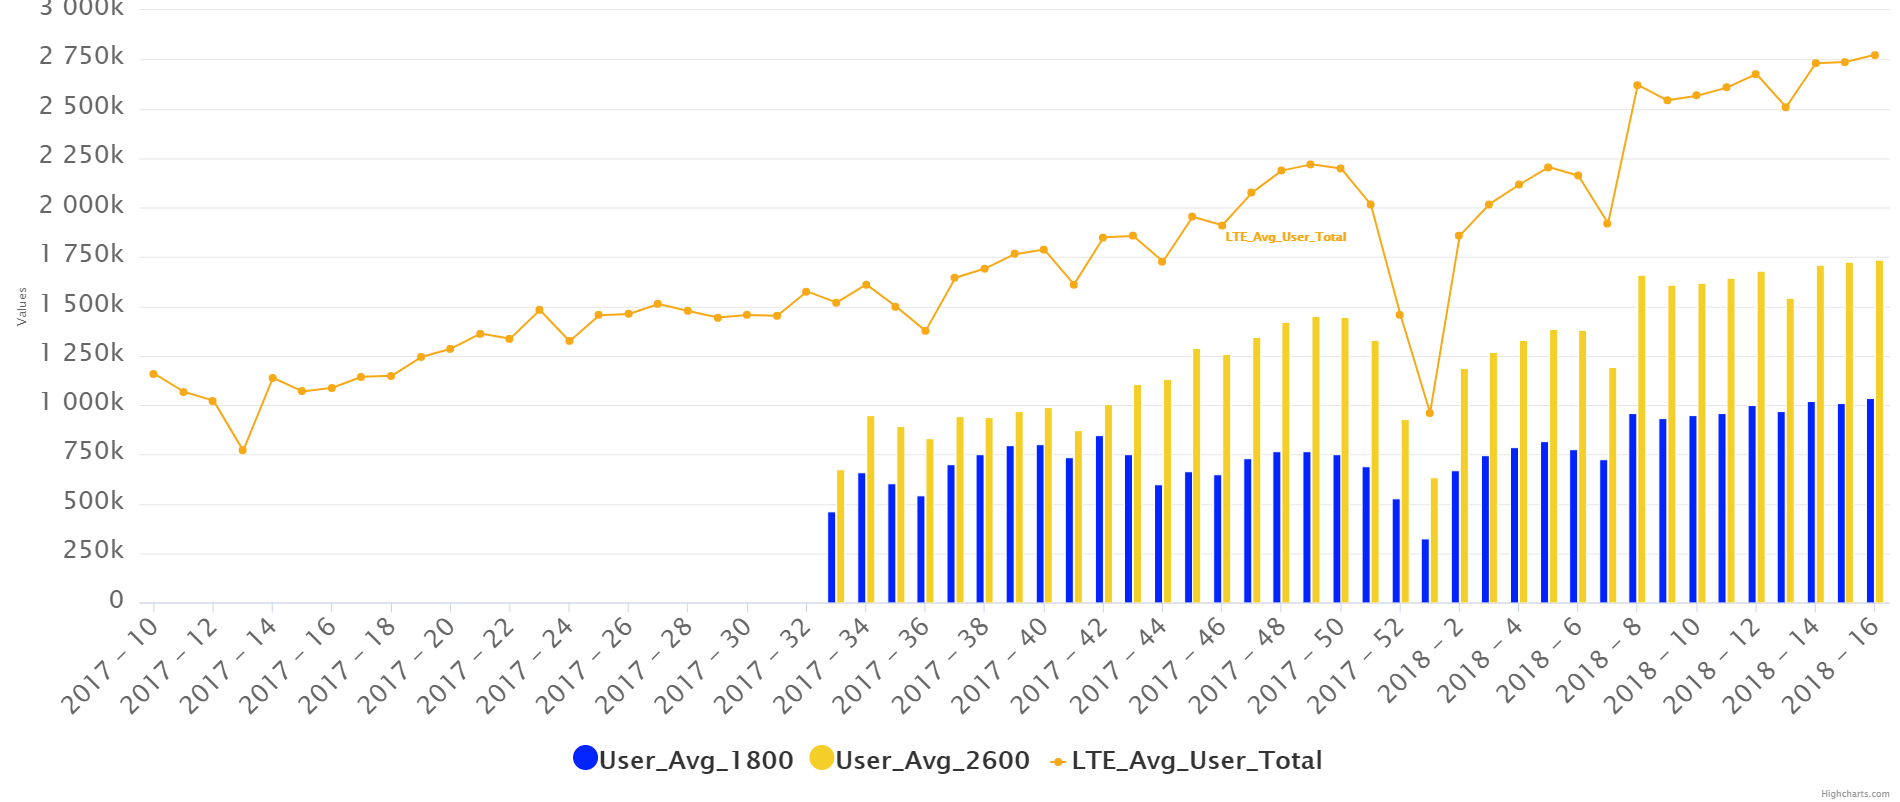 3 000k
2 750k
2 500k
2 250k
2 000k
1 750k
1 500k
1 250k
1 000k
750k
500k
250k
0
Values
LTE_Avg_User_Total
2017 – 10
2017 – 12
2017 – 14
2017 – 16
2017 – 18
2017 – 20
2017 – 22
2017 – 24
2017 – 26
2017 – 28
2017 – 30
2017 – 32
2017 – 34
2017 – 36
2017 – 38
2017 – 40
2017 – 42
2017 – 44
2017 – 46
2017 – 48
2017 – 50
2017 – 52
2018 – 2
2018 – 4
2018 – 6
2018 – 8
2018 – 10
2018 – 12
2018 – 14
2018 – 16
User_Avg_1800 User_Avg_2600 LTE_Avg_User_Total
Highcharts.com